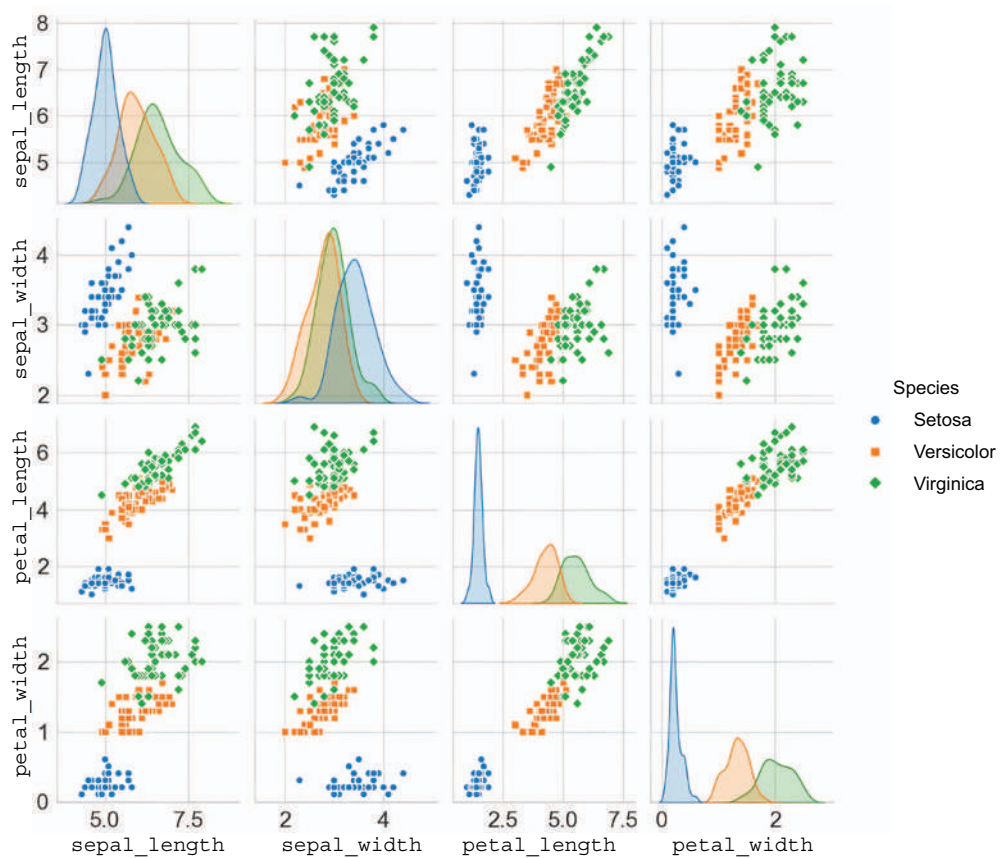 8
7
6
5
sepal_length
4
3
2
sepal_width
6
4
2
petal_length
2
1
0
petal_width
5.0 7.5 2 4 2.5 5.0 7.5 0 2
sepal_length sepal_width petal_length petal_width
Species
Setosa
Versicolor
Virginica